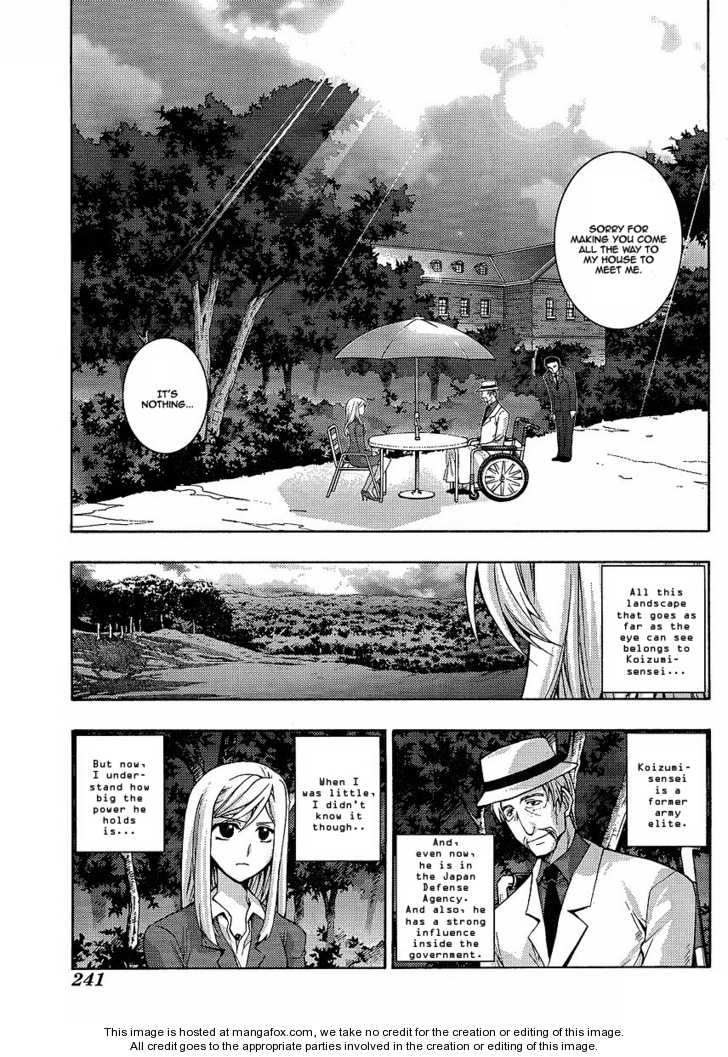 SORRY FOR
MAKING YOU COME
ALL THE WAY TO
MY HOUSE TO
MEET ME.
IT'S
NOTHING...
All this
landscape
that goes as
far as the
eye can see
belongs to
Koizumi-
sensei...
Koizumi-
sensei
is a
former
army
elite.
And,
even now,
he is in
the Japan
Defense
Agency.
And also, he
has a strong
influence
inside the
government.
When I
was little,
I didn't
know it
though..
But now,
I under-
stand how
big the
power he
holds
is...
241
This image is hosted at mangafox.com, we take no credit for the creation or editing of this image.
All credit goes to the appropriate parties involved in the creation or editing of this image.